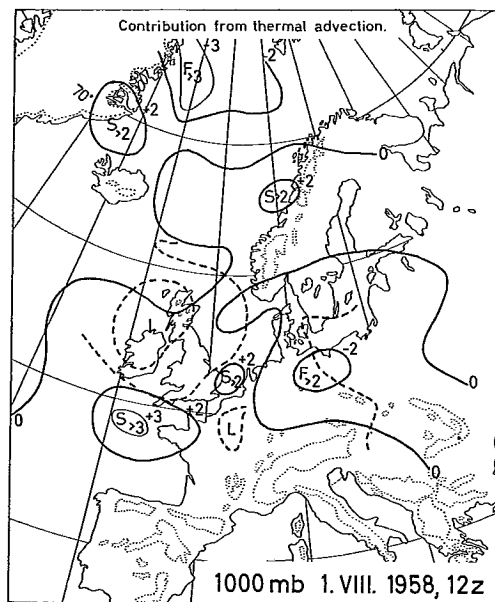 Contribution from thermal advection.
+3
F>3
-2
70°
+2
S>2
0
+2
S>2
+2
S>2
-2
F>2
0
+3
S>3
+2
L
0
0
1000 mb 1. VIII. 1958, 12z